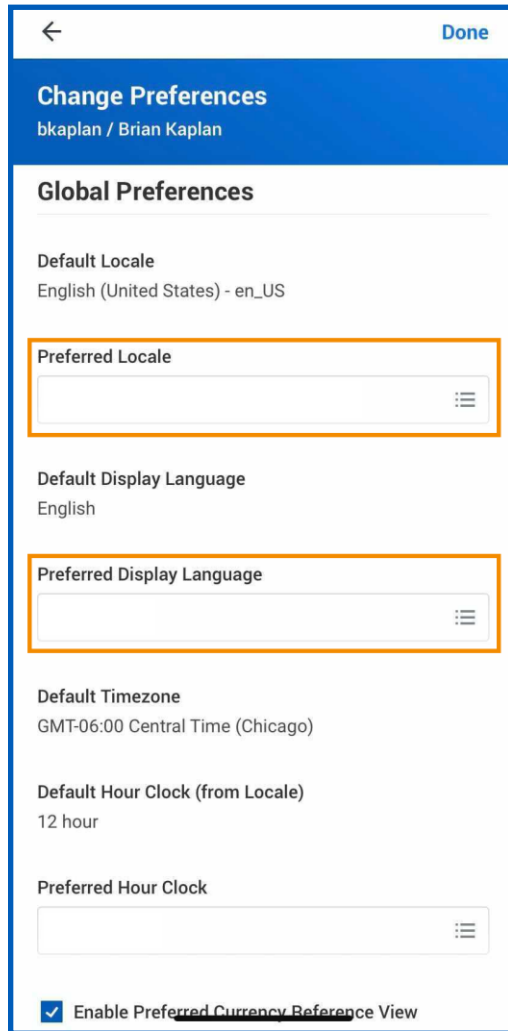 Done
Change Preferences
bkaplan / Brian Kaplan
Global Preferences
Default Locale
English (United States) - en_US
Preferred Locale
Default Display Language
English
Preferred Display Language
Default Timezone
GMT-06:00 Central Time (Chicago)
Default Hour Clock (from Locale)
12 hour
Preferred Hour Clock
Enable Preferred Currency Reference View